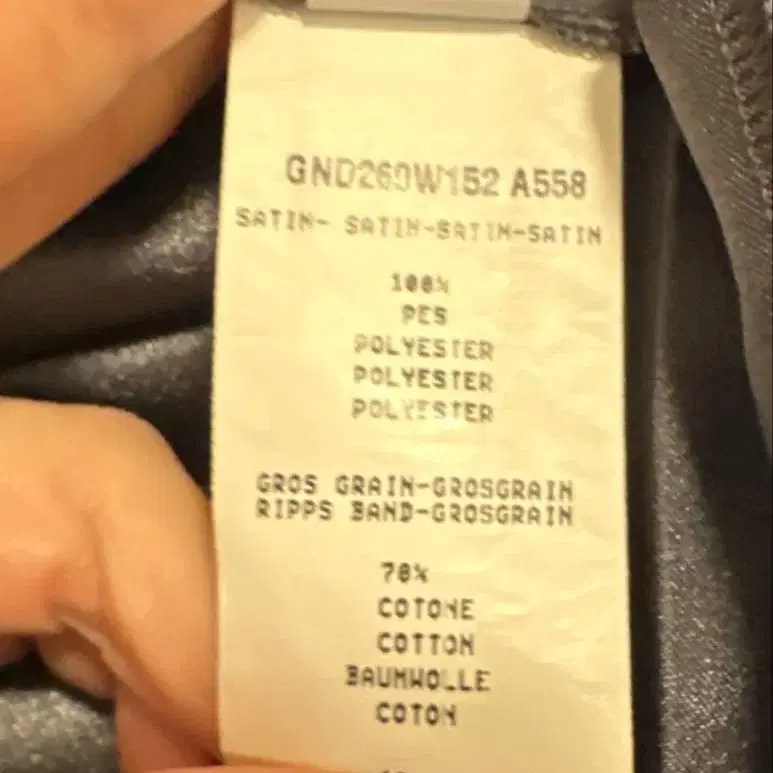 GND260W152 A558
SATIN- SATIN-SATIN-SATIN
100%
PES
POLYESTER
POLYESTER
POLYESTER
GROS GRAIN-GROSGRAIN
RIPPS BAND-GROSGRAIN
70%
COTONE
COTTON
BAUMWOLLE
COTON